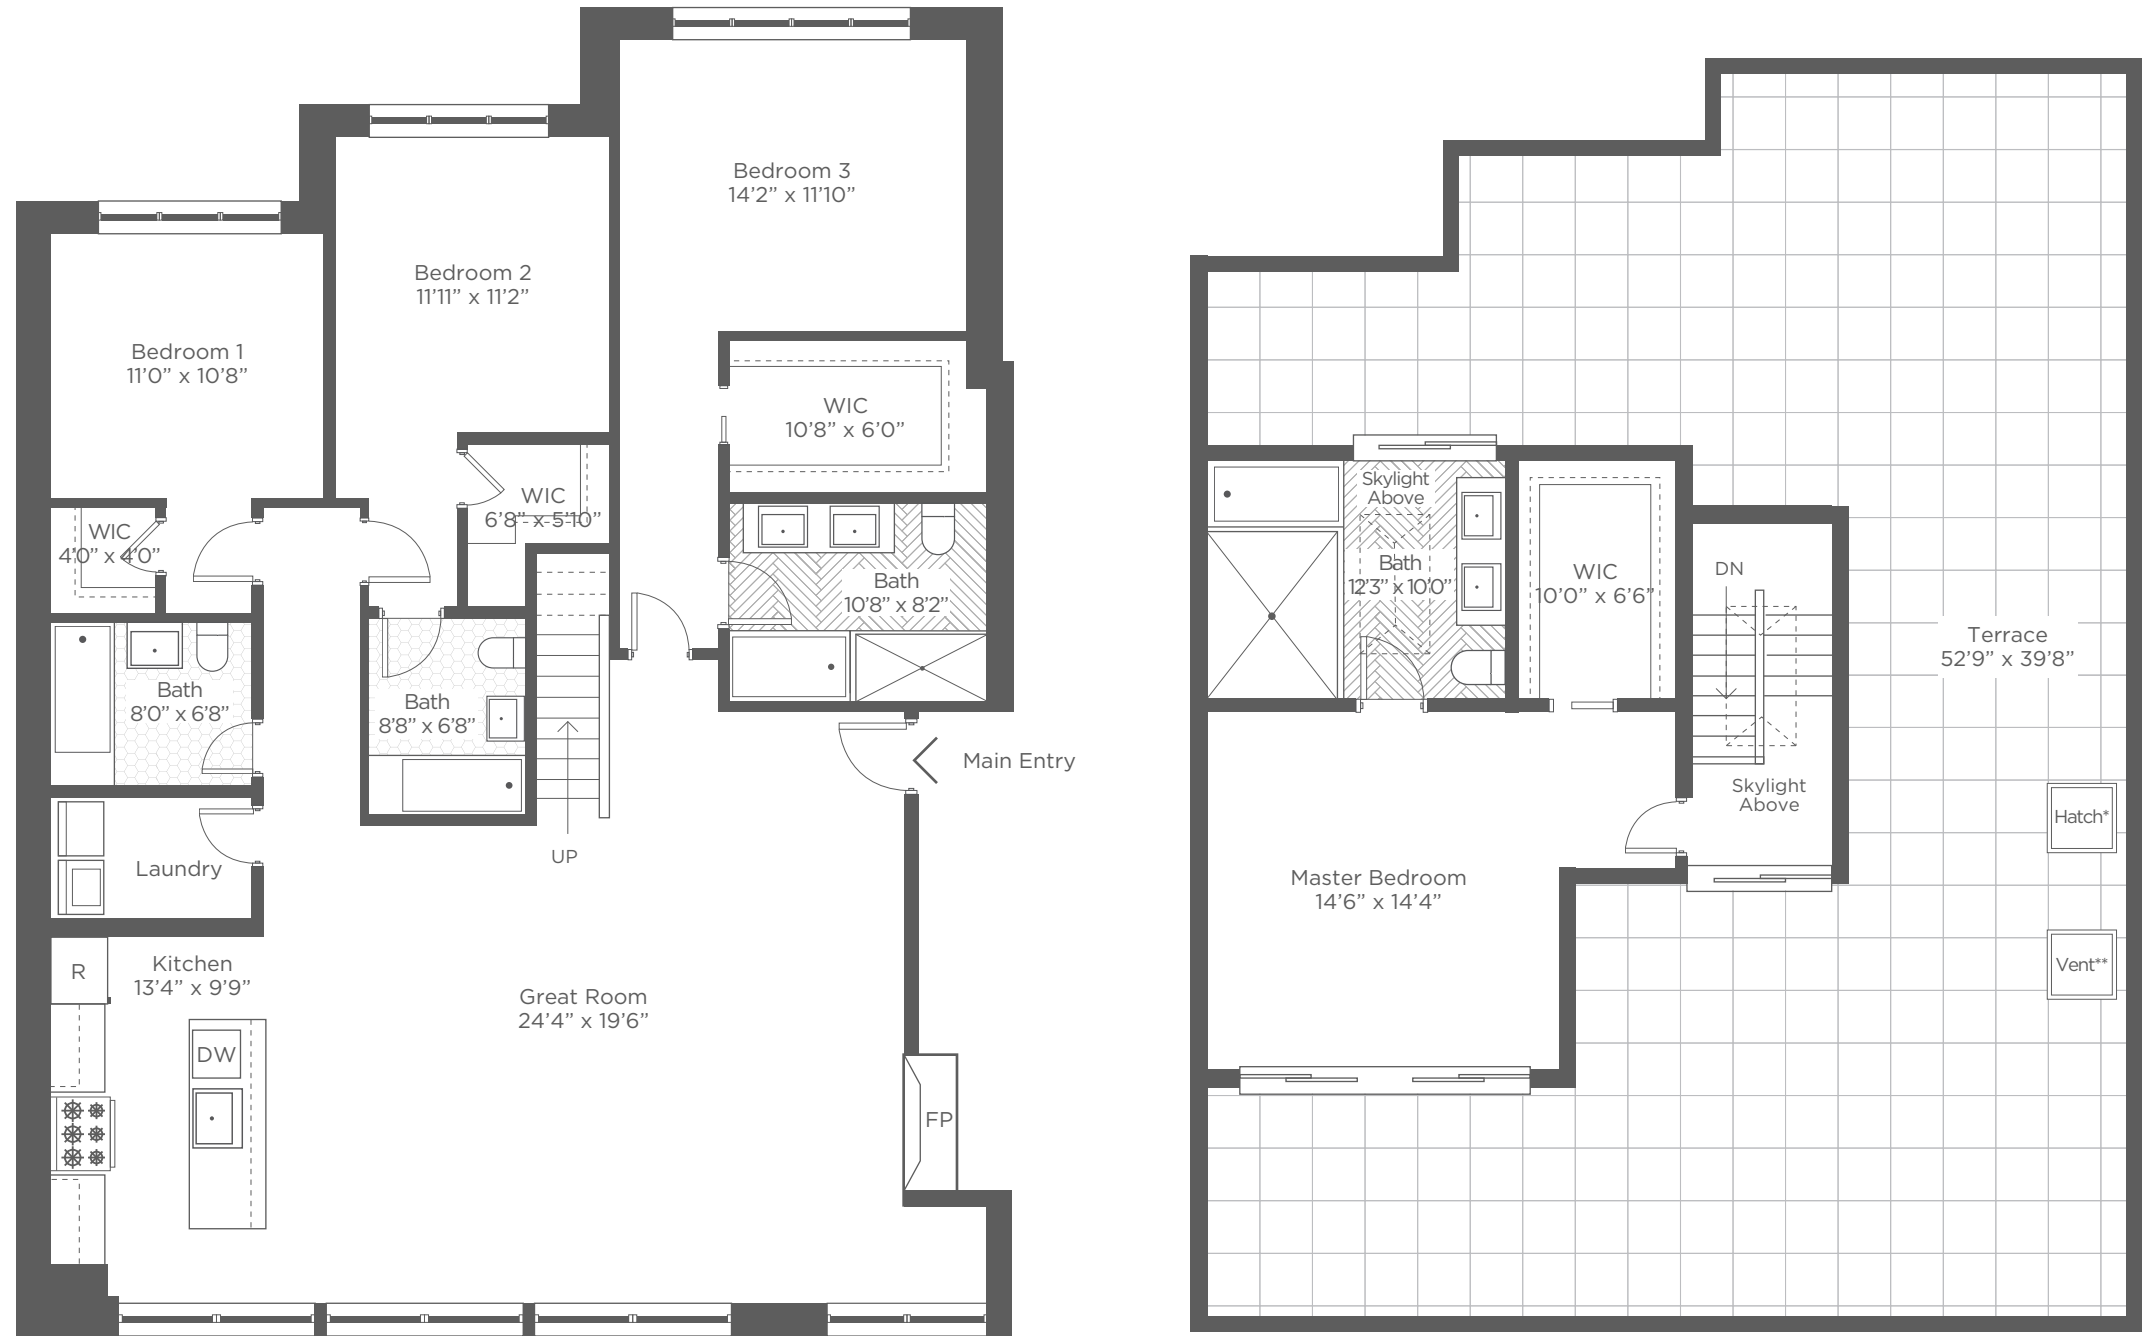 Bedroom 3
14’2” x 11’10”
Bedroom 2
11’11” x 11’2”
Bedroom 1
11’0” x 10’8”
WIC
10’8” x 6’0”
WIC
6’8” x 5’10”
WIC
4’0” x 4’0”
Bath
10’8” x 8’2”
Bath
8’0” x 6’8”
Bath
8’8” x 6’8”
Main Entry
UP
Laundry
R
Kitchen
13’4” x 9’9”
Great Room
24’4” x 19’6”
DW
FP
Skylight
Above
Bath
12’3” x 10’0”
WIC
10’0” x 6’6”
DN
Terrace
52’9” x 39’8”
Skylight
Above
Hatch*
Master Bedroom
14’6” x 14’4”
Vent**